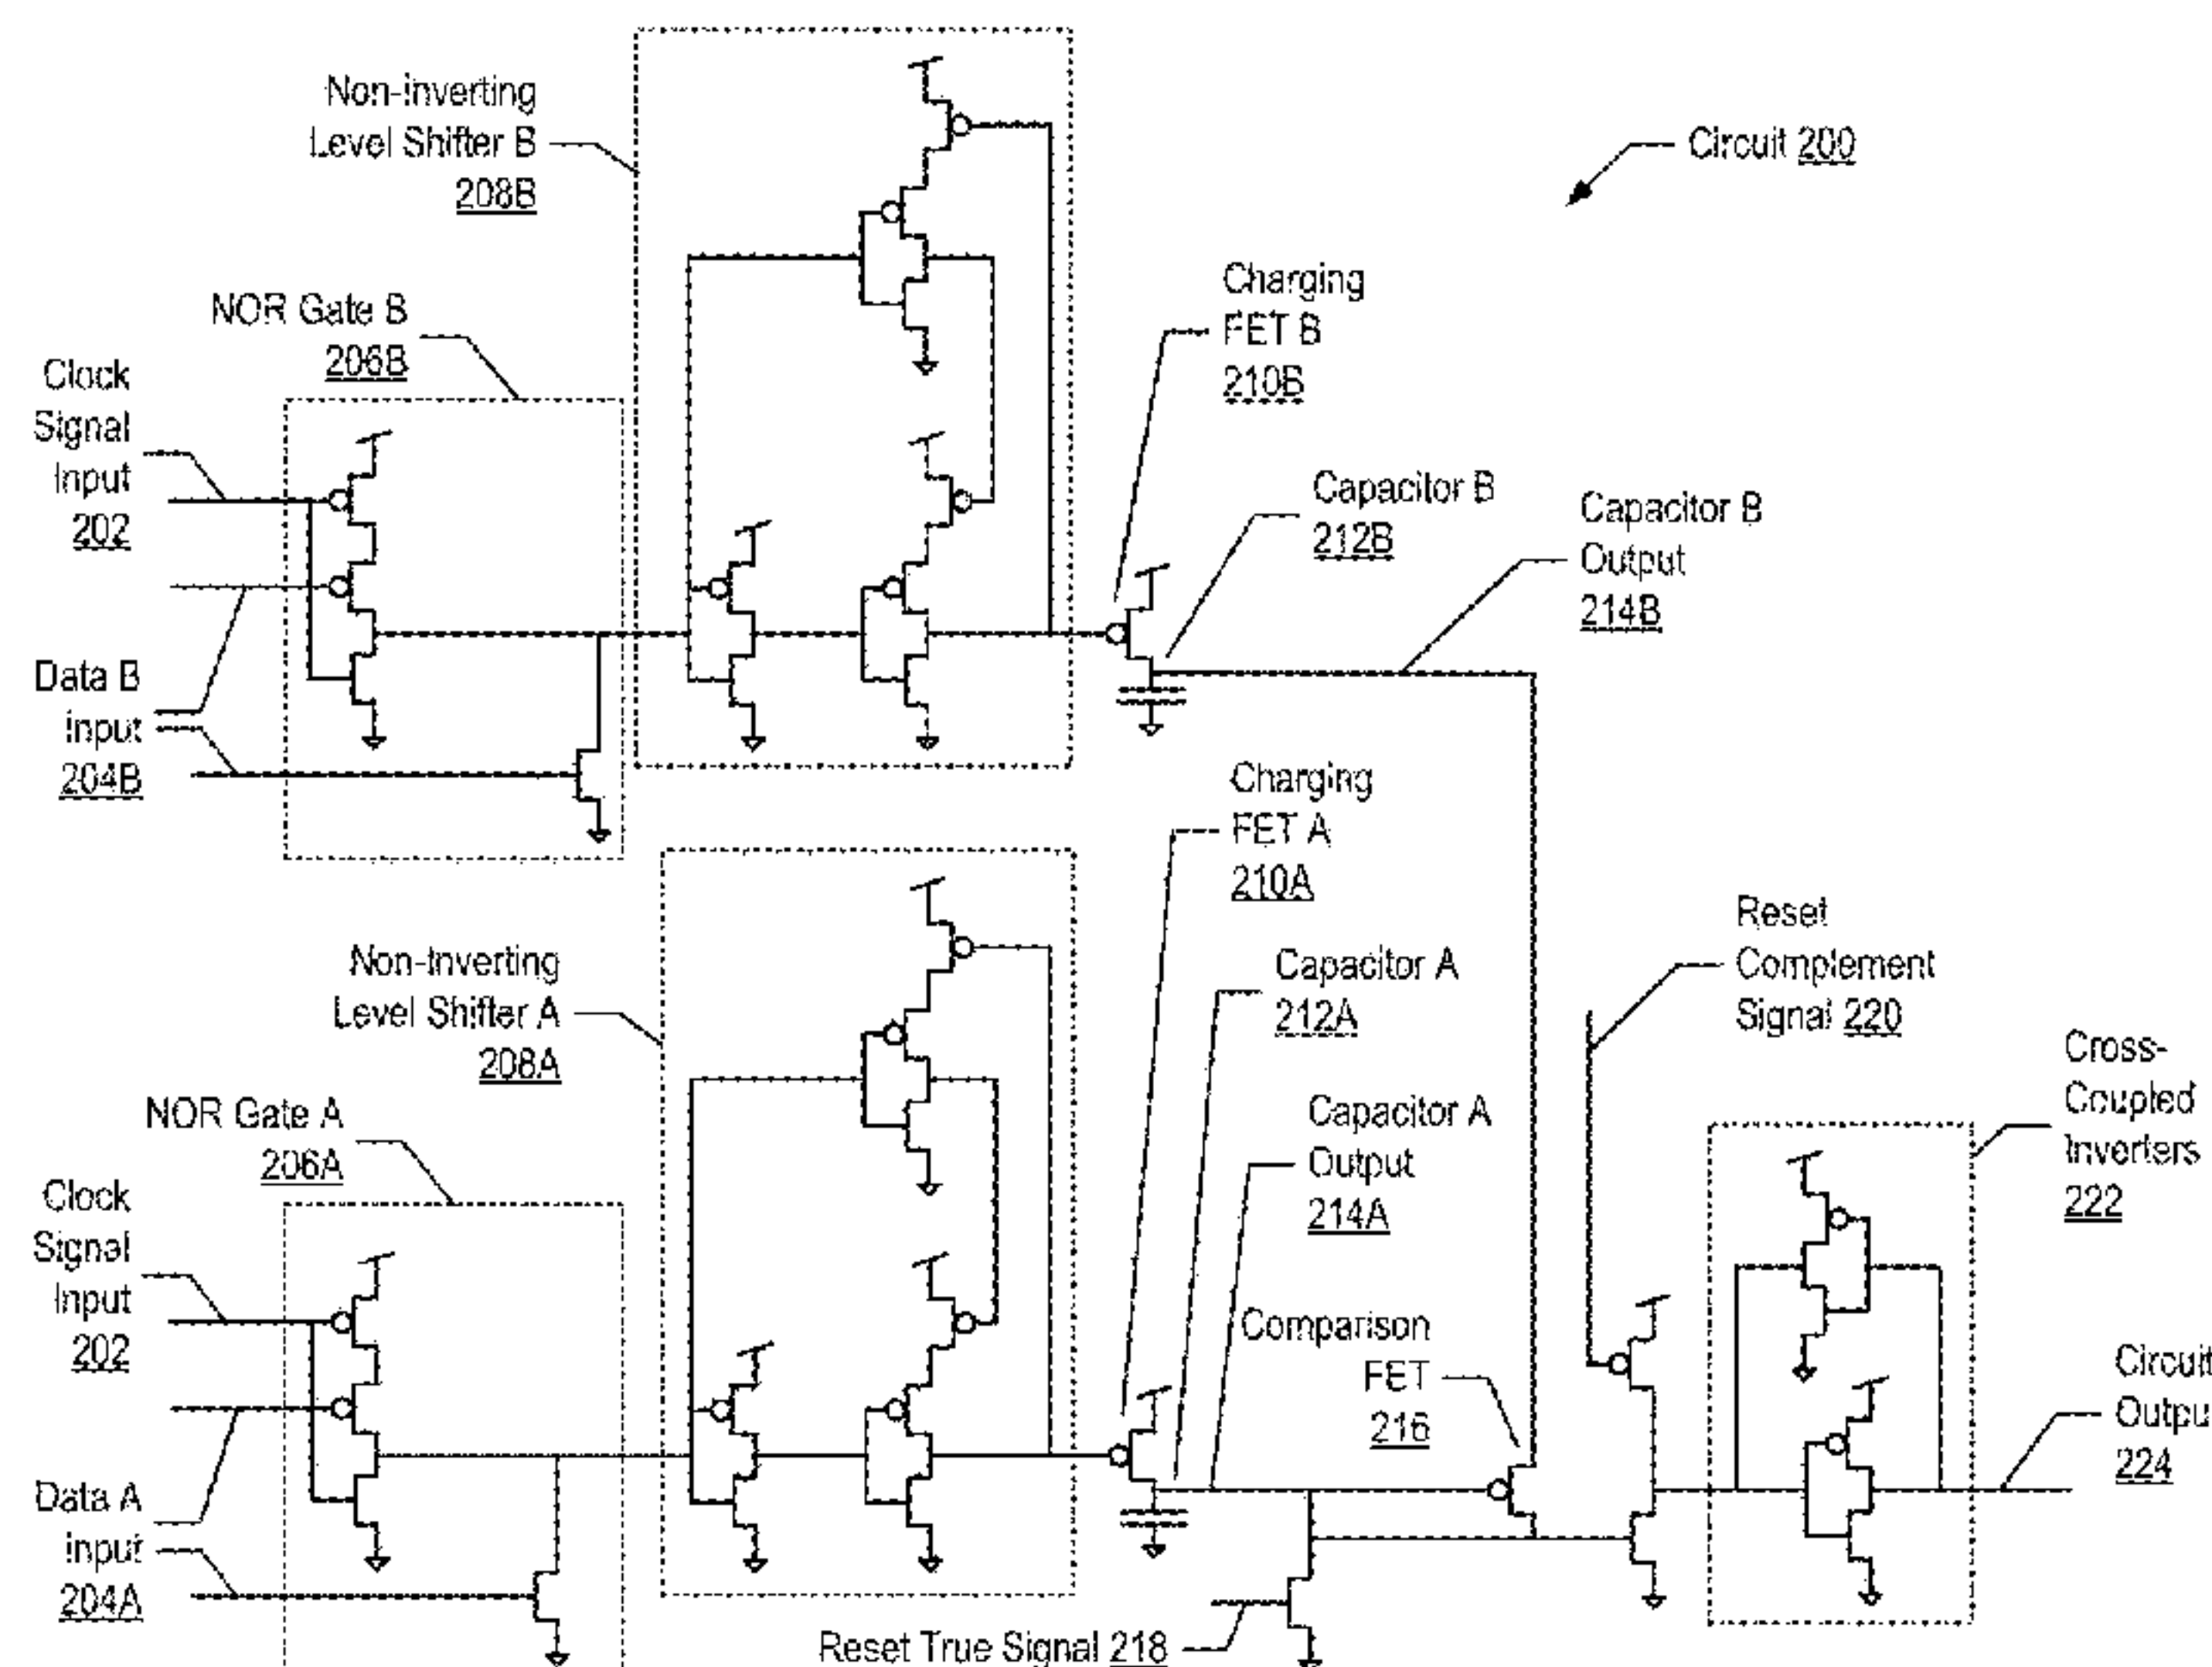 Non-Inverting
Level Shifter B
208B
Circuit 200
NOR Gate B
206B
Charging
FET B
210B
Clock
Signal
Input
202
Capacitor B
212B
Capacitor B
Output
214B
Data B
Input
204B
Charging
FET A
210A
Non-Inverting
Level Shifter A
208A
Capacitor A
212A
Reset
Complement
Signal 220
NOR Gate A
206A
Capacitor A
Output
214A
Cross-
Coupled
Inverters
222
Clock
Signal
Input
202
Comparison
FET
216
Circuit
Outpu
224
Data A
Input
204A
Reset True Signal 218